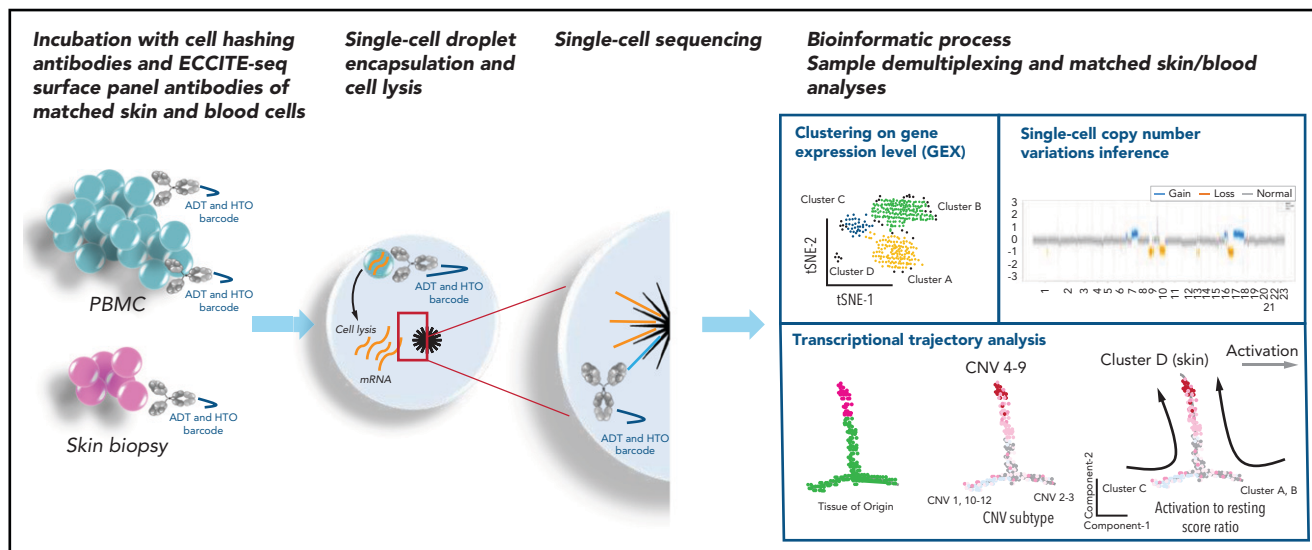 Incubation with cell hashing
antibodies and ECCITE-seq
surface panel antibodies of
matched skin and blood cells
ADT and HTO
barcode
ADT and HTO
barcode
PBMC
ADT and HTO
barcode
Skin biopsy
Single-cell droplet
encapsulation and
cell lysis
ADT and HTO
barcode
Cell lysis
mRNA
Single-cell sequencing
ADT and HTO
barcode
Bioinformatic process
Sample demultiplexing and matched skin/blood
analyses
Clustering on gene
expression level (GEX)
Cluster C
Cluster B
Cluster D
Cluster A
tSNE-2
tSNE-1
Single-cell copy number
variations inference
Gain Loss Normal
3
2
1
0
-1
-2
-3
1 2 3 4 5 6 7 8 9 10 11 12 13 14 15 16 17 18 19 20 22 23
21
Transcriptional trajectory analysis
Tissue of Origin
CNV 4-9
CNV 1, 10-12
CNV 2-3
CNV subtype
Cluster D (skin)
Activation
Component-2
Cluster C
Cluster A, B
Component-1
Activation to resting
score ratio